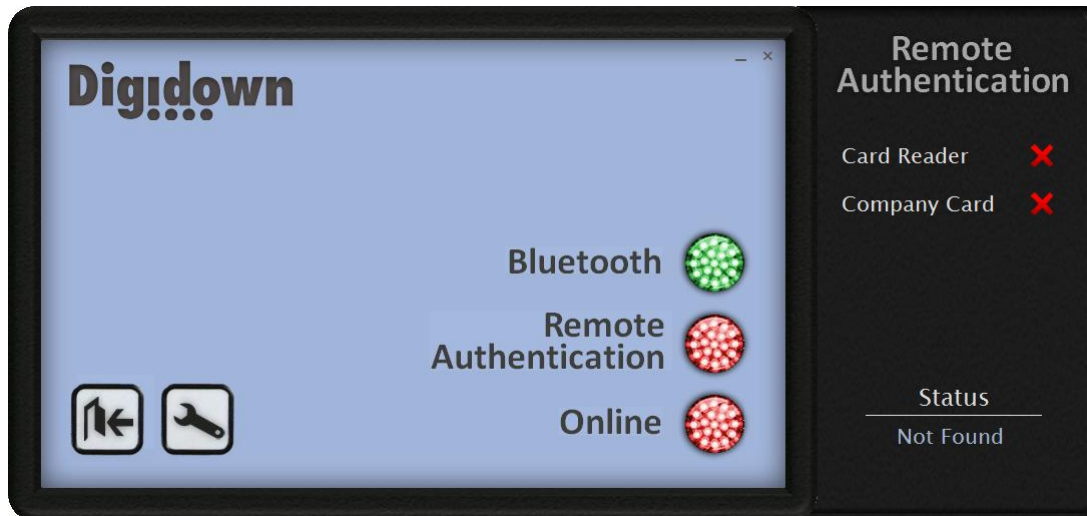 Digidown
Bluetooth
Remote
Authentication
Online
Remote
Authentication
Card Reader
Company Card
Status
Not Found